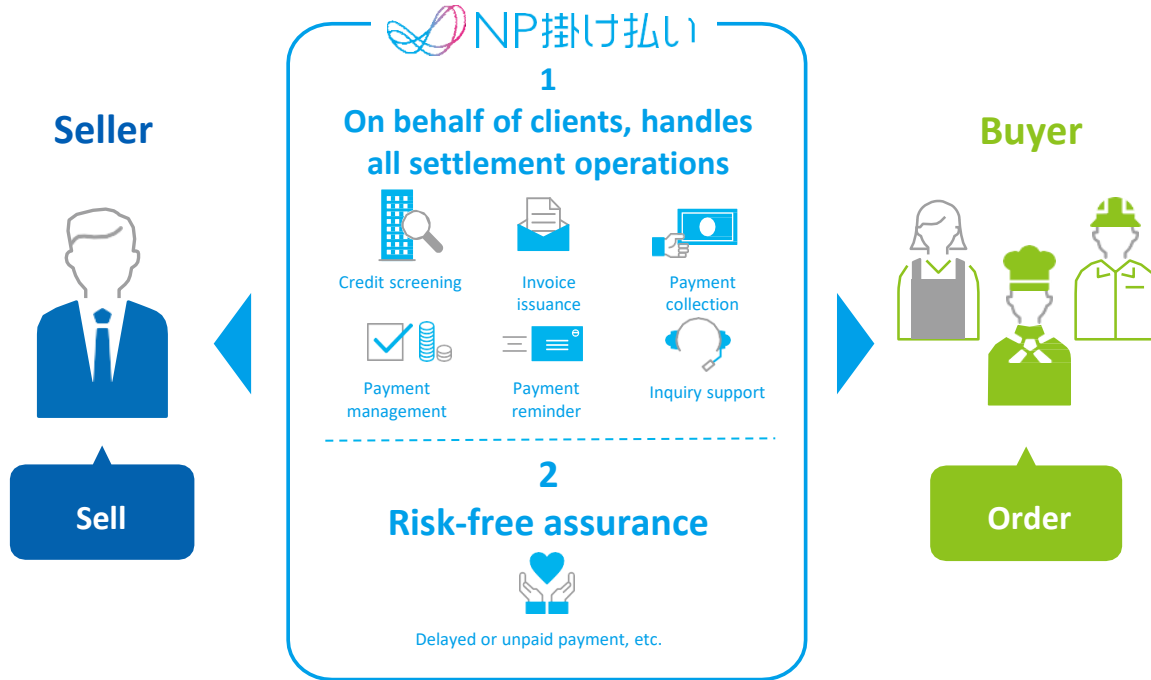 NP掛け払い
1
On behalf of clients, handles
all settlement operations
Seller
Buyer
Credit screening
Invoice
issuance
Payment
collection
Payment
management
Payment
reminder
Inquiry support
2
Risk-free assurance
Delayed or unpaid payment, etc.
Sell
Order